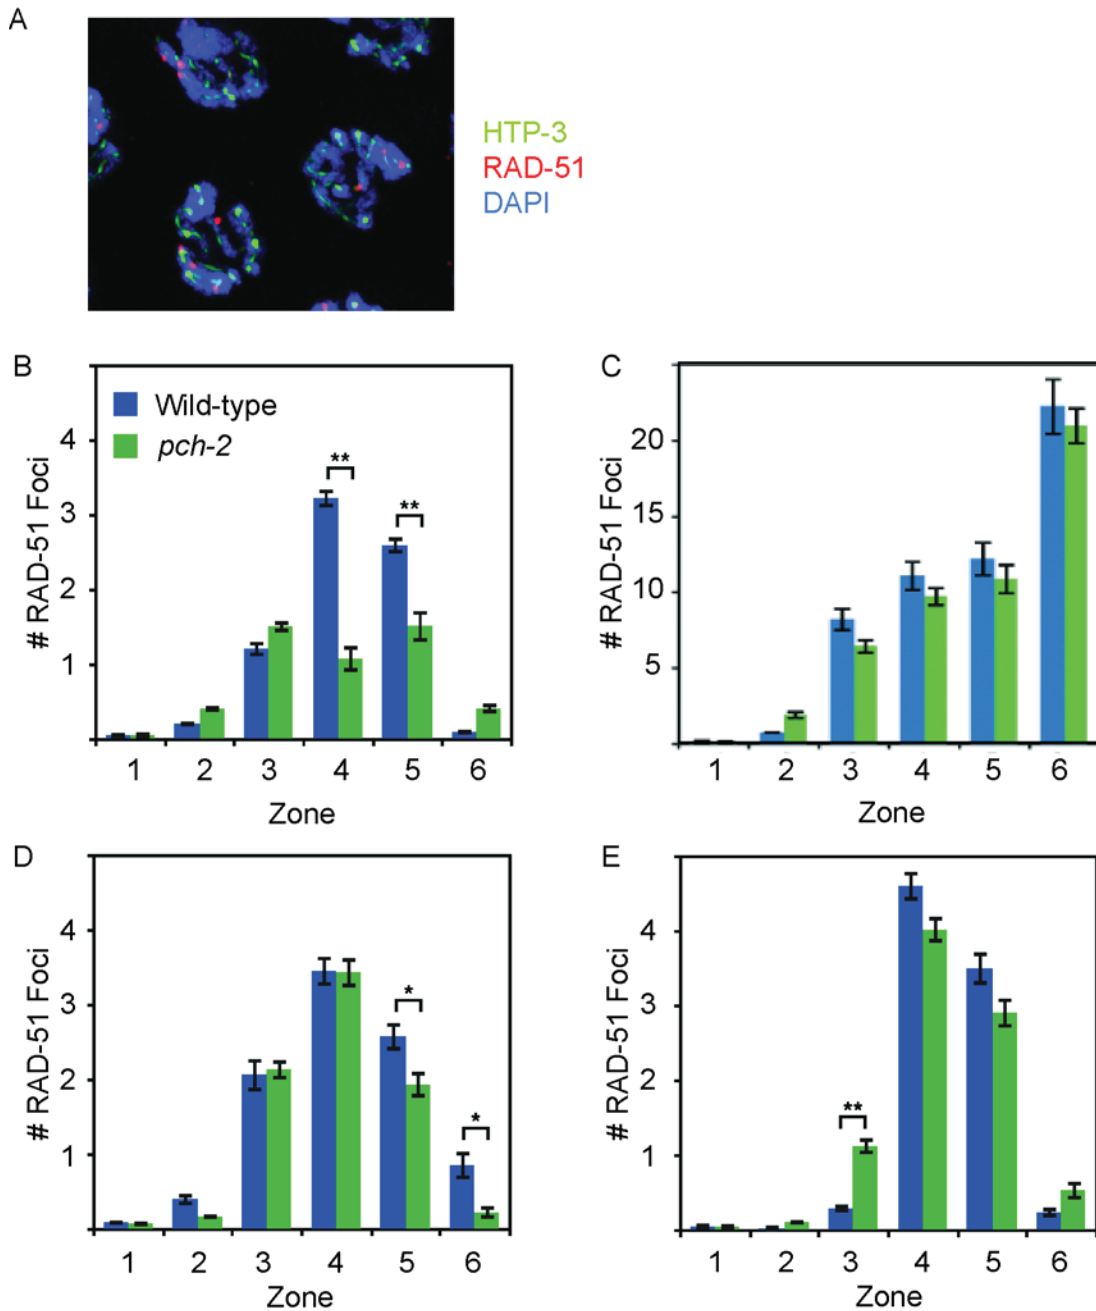 A
HTP-3
RAD-51
DAPI
B
Wild-type
pch-2
# RAD-51 Foci
4
3
2
1
**
**
1 2 3 4 5 6
Zone
C
# RAD-51 Foci
20
15
10
5
1 2 3 4 5 6
Zone
D
# RAD-51 Foci
4
3
2
1
*
*
1 2 3 4 5 6
Zone
E
# RAD-51 Foci
4
3
2
1
**
1 2 3 4 5 6
Zone